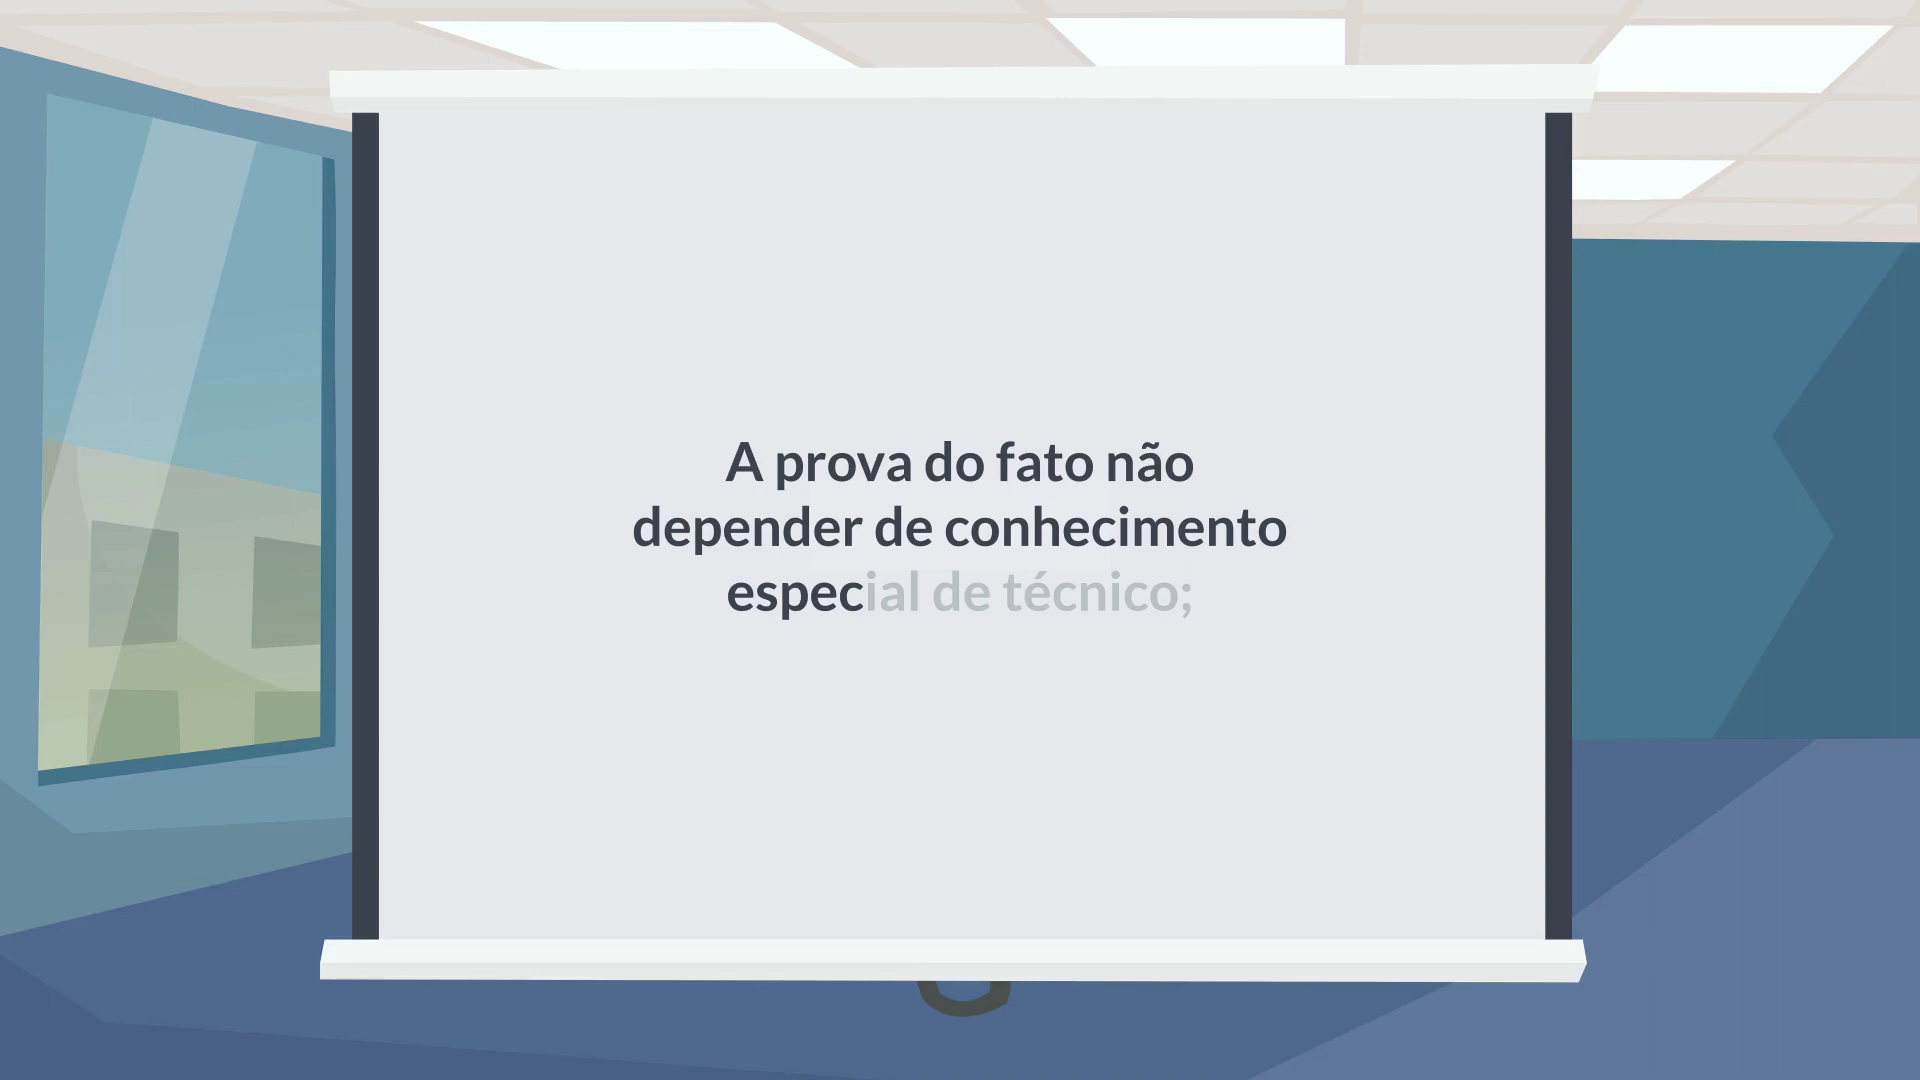 A prova do fato não
depender de conhecimento
especial de técnico;